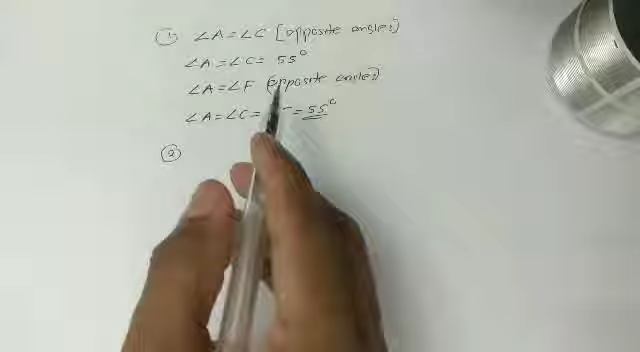 ① ∠A = ∠C [opposite angles)
∠A = ∠C = 55°
∠A = ∠F (opposite angles)
∠A = ∠C = = 55°
②